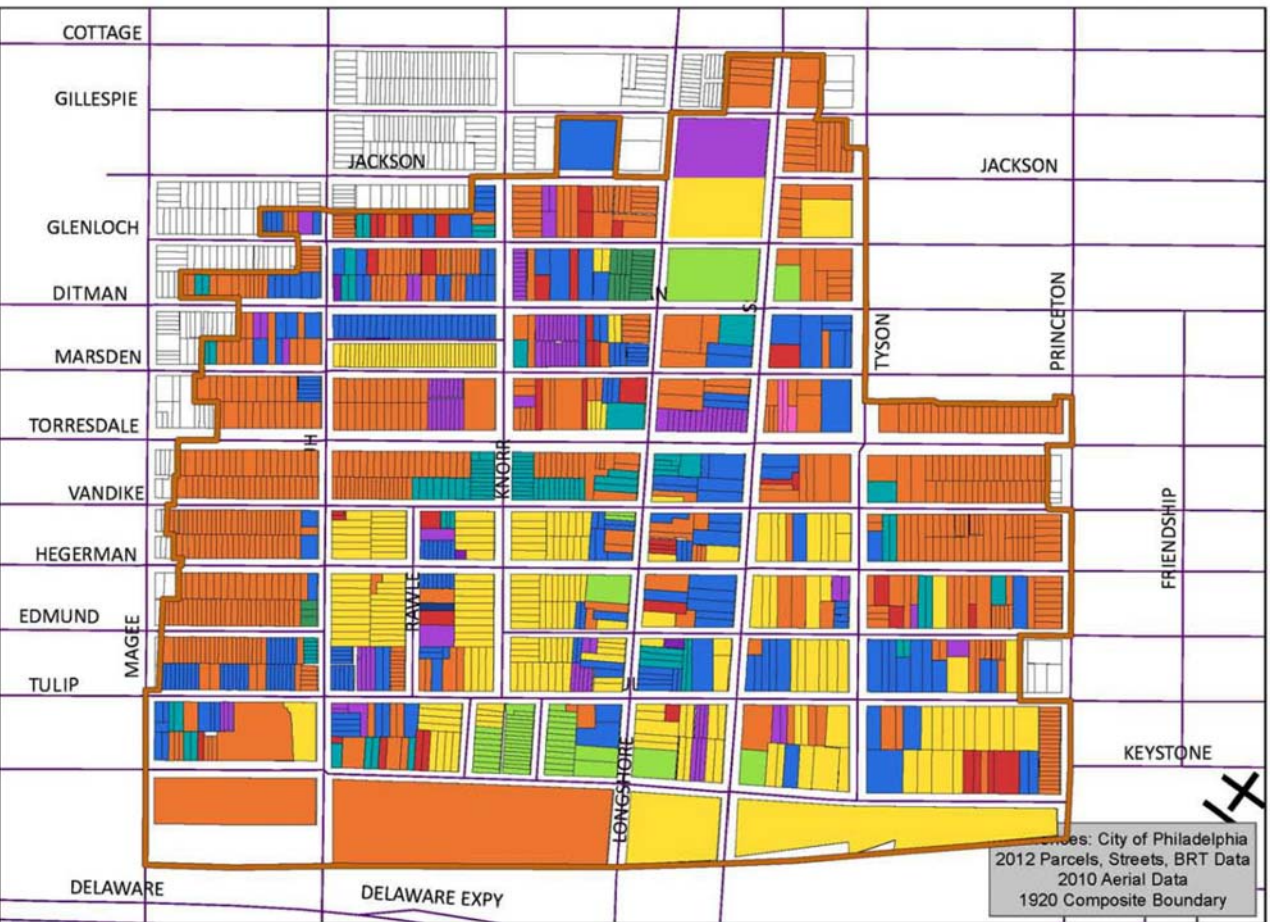 COTTAGE
GILLESPIE
JACKSON
JACKSON
GLENLOCH
DITMAN
PRINCETON
TYSON
MARSDEN
TORRESDALE
KNORR
VANDIKE
FRIENDSHIP
HEGERMAN
RAWLE
EDMUND
MAGEE
TULIP
KEYSTONE
LONGSHORE
City of Philadelphia
2012 Parcels, Streets, BRT Data
2010 Aerial Data
1920 Composite Boundary
DELAWARE
DELAWARE EXPY